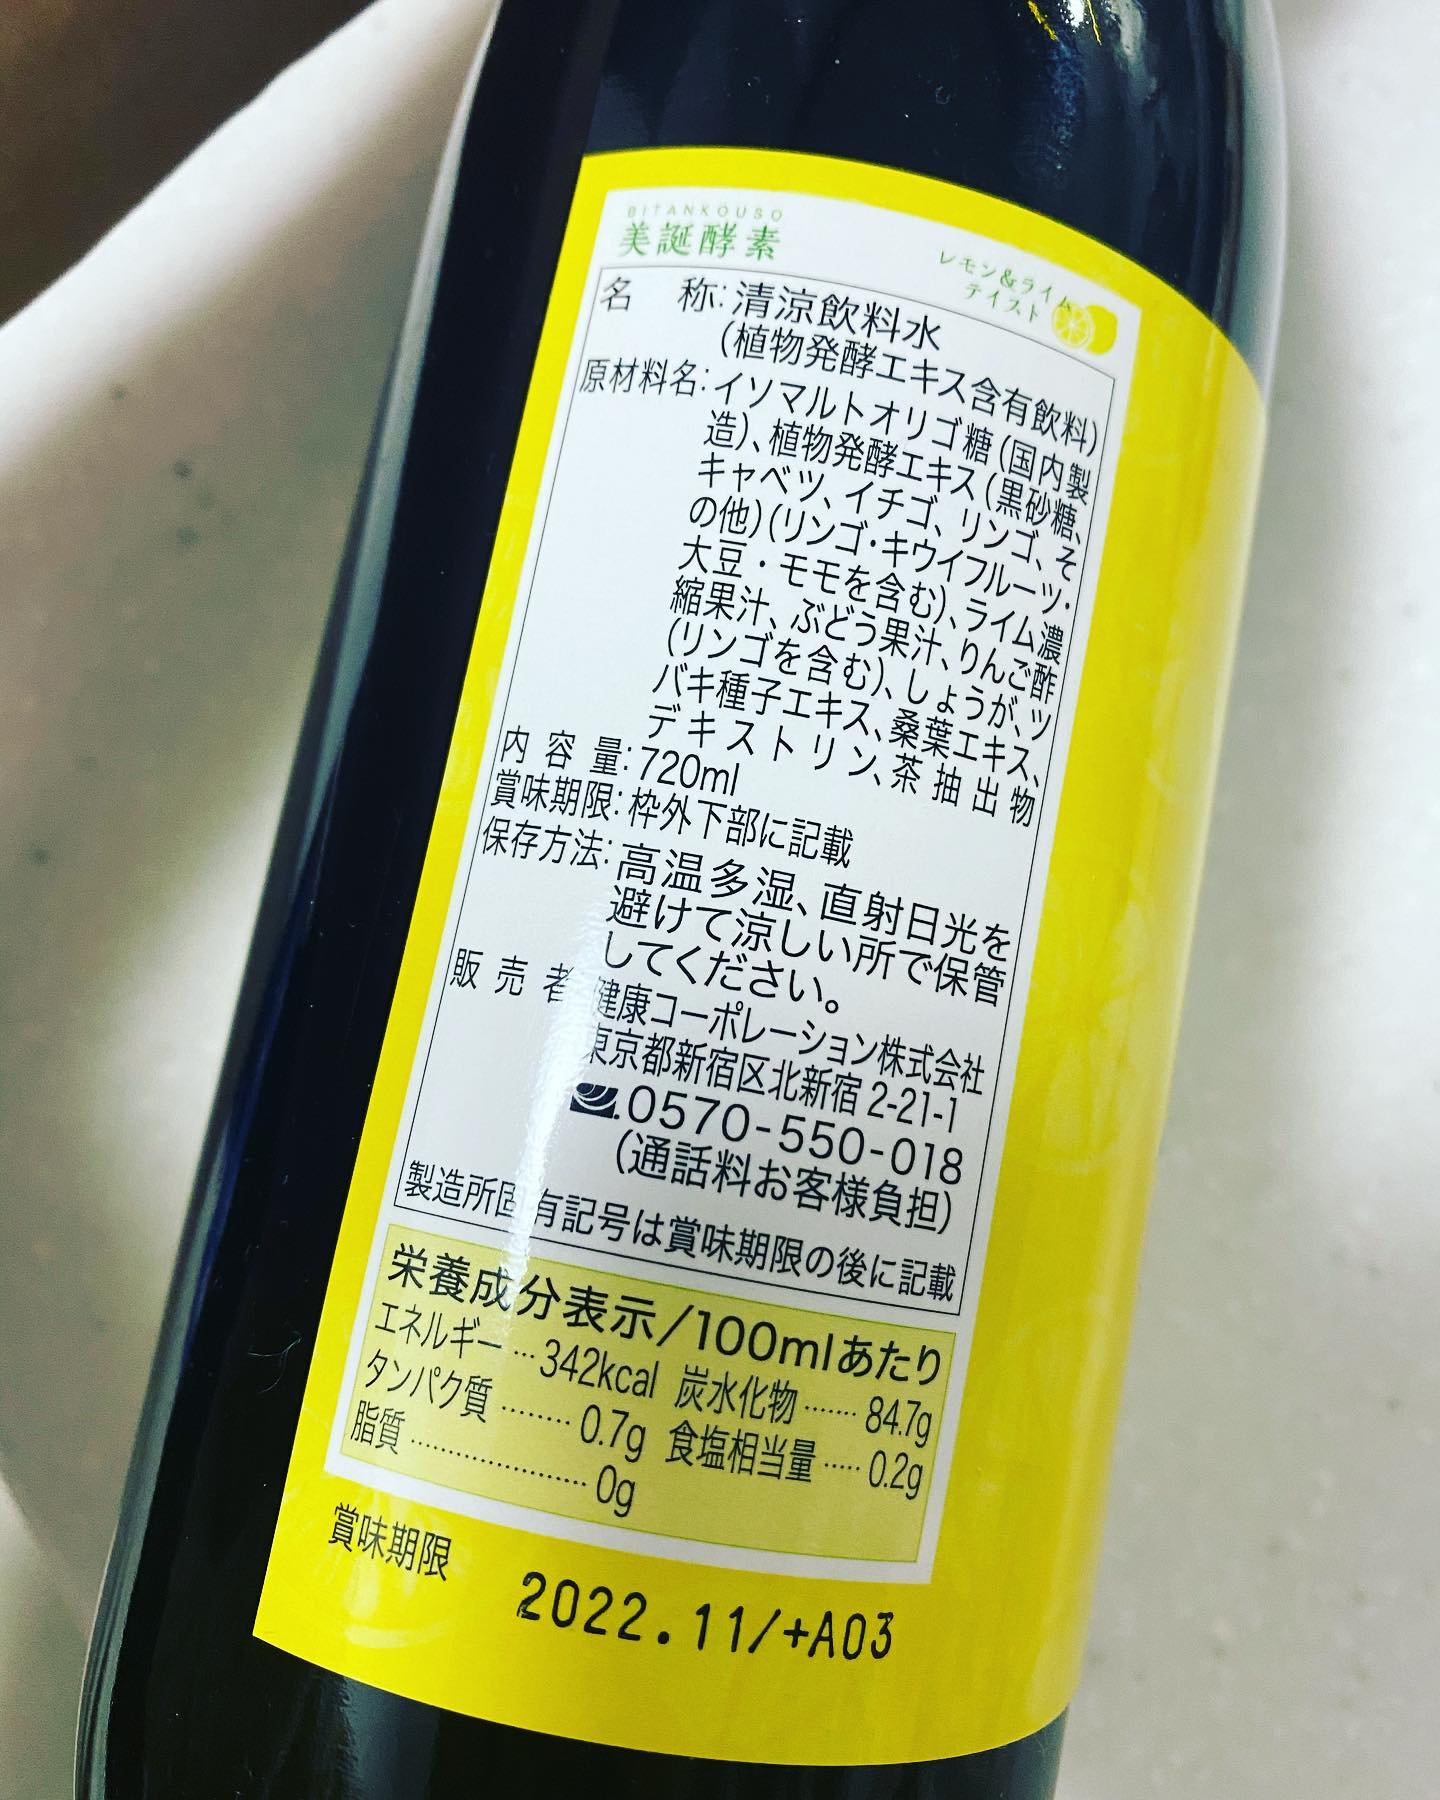 BITANKOUSO
美誕酵素
レモン&ライム
テイスト
名 称:清涼飲料水
(植物発酵エキス含有飲料)
原材料名:イソマルトオリゴ糖(国内製
造)、植物発酵エキス(黒砂糖、
キャベツ、イチゴ、リンゴ、そ
の他)(リンゴ・キウイフルーツ・
大豆・モモを含む)、ライム濃
縮果汁、ぶどう果汁、りんご酢
(リンゴを含む)、しょうが、ツ
バキ種子エキス、桑葉エキス、
デキストリン、茶抽出物
内容量:720ml
賞味期限:枠外下部に記載
保存方法:高温多湿、直射日光を
避けて涼しい所で保管
してください。
販売者 健康コーポレーション株式会社
東京都新宿区北新宿2-21-1
0570-550-018
(通話料お客様負担)
製造所固有記号は賞味期限の後に記載
栄養成分表示/100mlあたり
エネルギー…342kcal 炭水化物……84.7g
タンパク質………0.7g 食塩相当量……0.2g
脂質…………………0g
賞味期限
2022.11/+A03